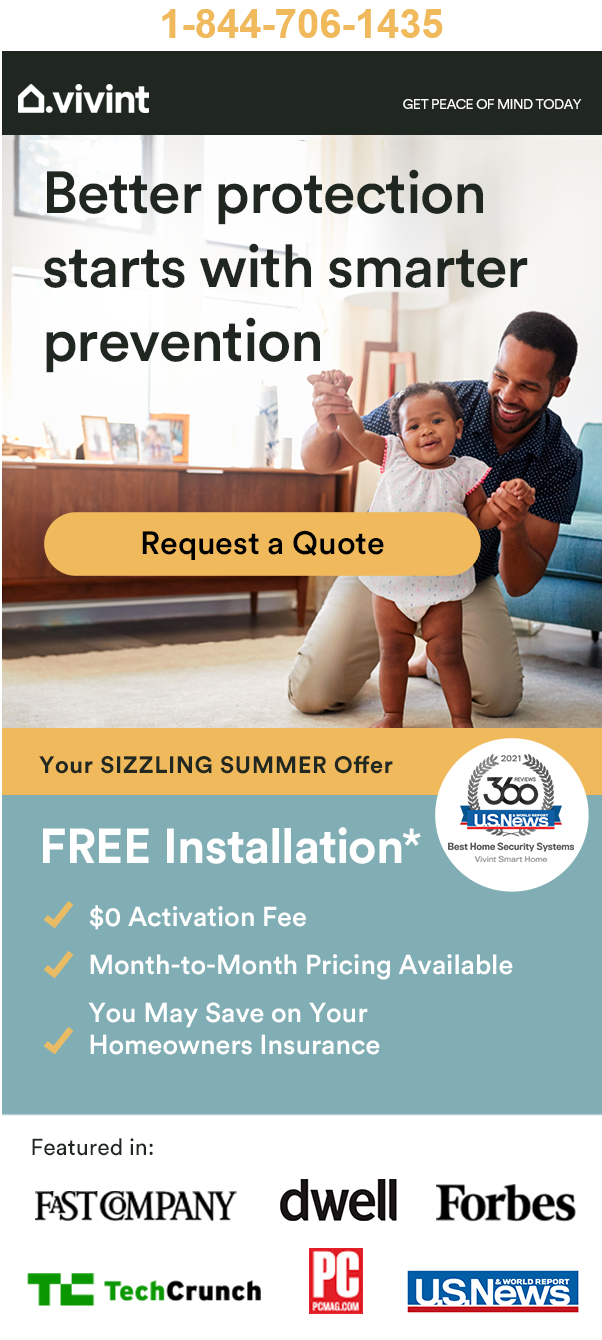 1-844-706-1435
vivint
GET PEACE OF MIND TODAY
Better protection
starts with smarter
prevention
Request a Quote
Your SIZZLING SUMMER Offer
2021
REVIEWS
360
U.S.News
& WORLD REPORT
Best Home Security Systems
Vivint Smart Home
FREE Installation*
$0 Activation Fee
Month-to-Month Pricing Available
You May Save on Your
Homeowners Insurance
Featured in:
FAST COMPANY
dwell
Forbes
TC TechCrunch
PC
PCMAG.COM
& WORLD REPORT
U.S.News